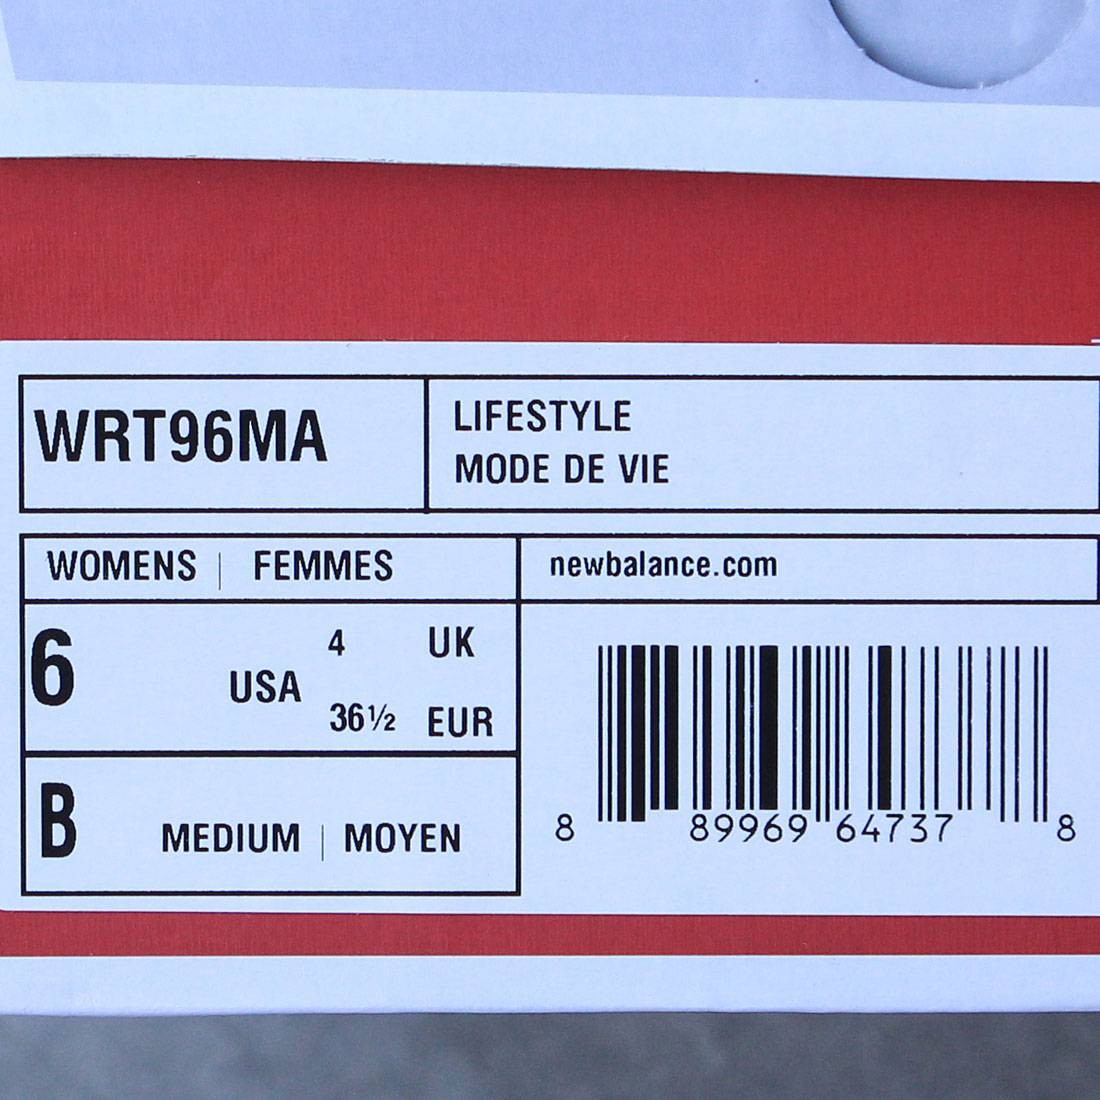 WRT96MA
LIFESTYLE
MODE DE VIE
WOMENS | FEMMES
newbalance.com
6 USA
4 UK
36½ EUR
B MEDIUM | MOYEN
8 89969 64737 8